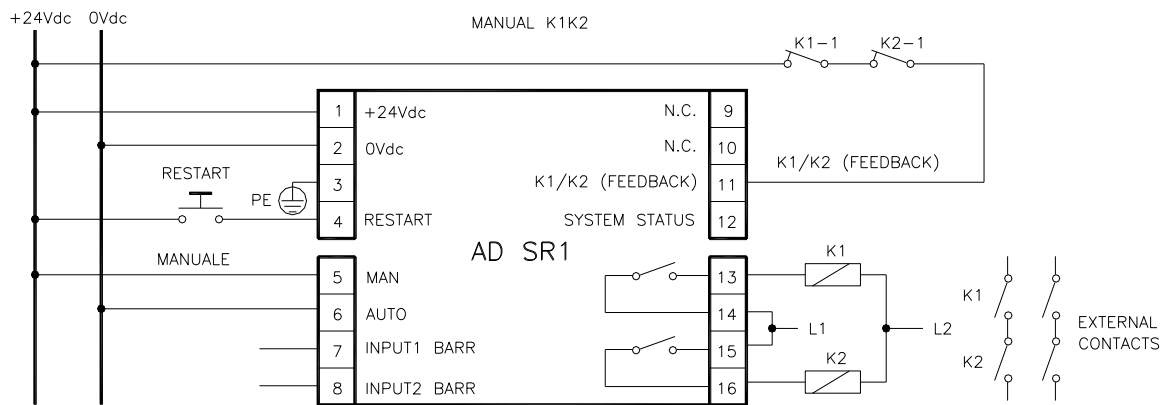 +24Vdc 0Vdc
MANUAL K1K2
K1-1 K2-1
1 +24Vdc N.C. 9
2 0Vdc N.C. 10
K1/K2 (FEEDBACK)
RESTART
PE 3 K1/K2 (FEEDBACK) 11
4 RESTART SYSTEM STATUS 12
AD SR1
MANUALE
K1
5 MAN 13
K1
6 AUTO 14
L1 L2
EXTERNAL
CONTACTS
7 INPUT1 BARR 15
K2 K2
8 INPUT2 BARR 16